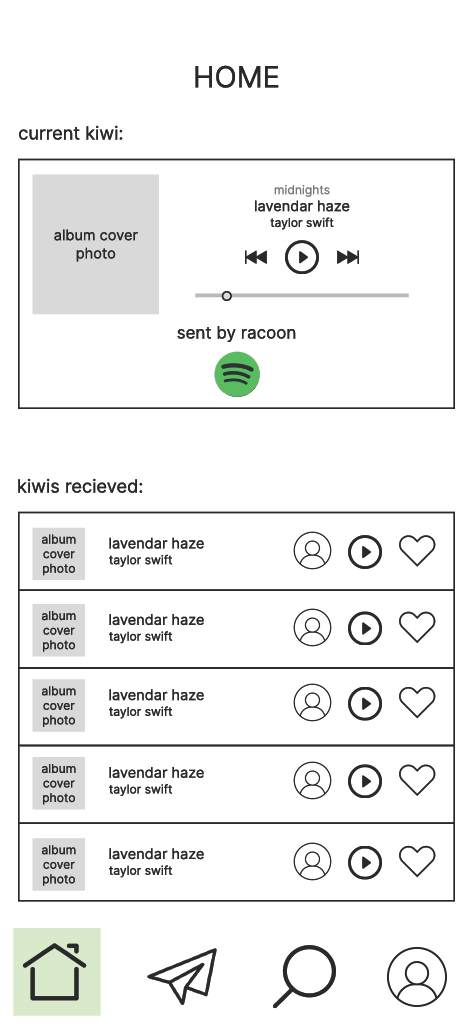 HOME
current kiwi:
album cover
photo
midnights
lavendar haze
taylor swift
sent by racoon
kiwis recieved:
album
cover
photo
lavendar haze
taylor swift
album
cover
photo
lavendar haze
taylor swift
album
cover
photo
lavendar haze
taylor swift
album
cover
photo
lavendar haze
taylor swift
album
cover
photo
lavendar haze
taylor swift